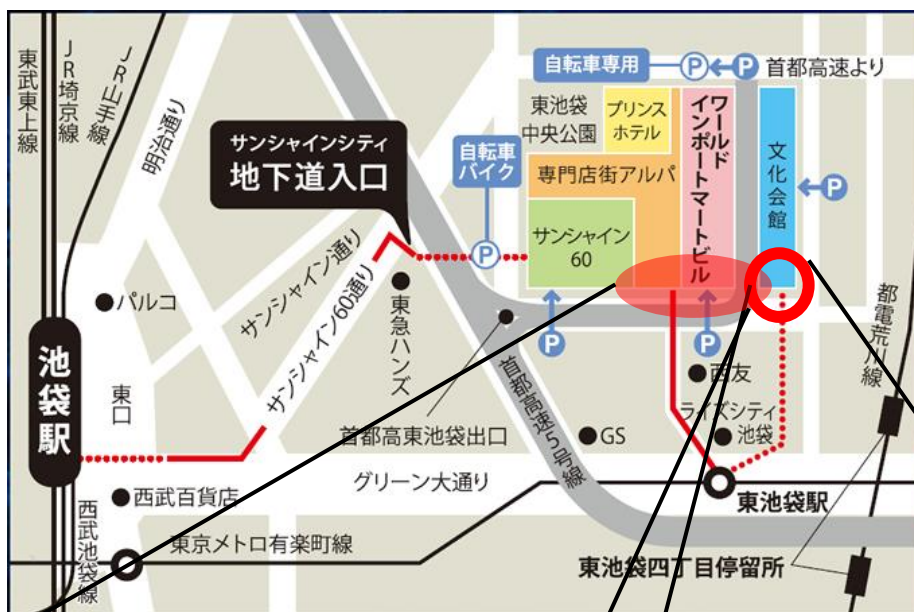 東武東上線
JR埼京線
JR山手線
明治通り
サンシャインシティ
地下道入口
自転車
バイク
P
自転車専用
P
P
首都高速より
東池袋
中央公園
プリンス
ホテル
ワールド
インポートマートビル
文化会館
P
専門店街アルパ
サンシャイン
60
サンシャイン通り
サンシャイン60通り
東急ハンズ
パルコ
P
P
都電荒川線
池袋駅
東口
首都高東池袋出口
首都高速5号線
西友
ライズシティ
池袋
GS
グリーン大通り
東池袋駅
西武百貨店
西武池袋線
東京メトロ有楽町線
東池袋四丁目停留所